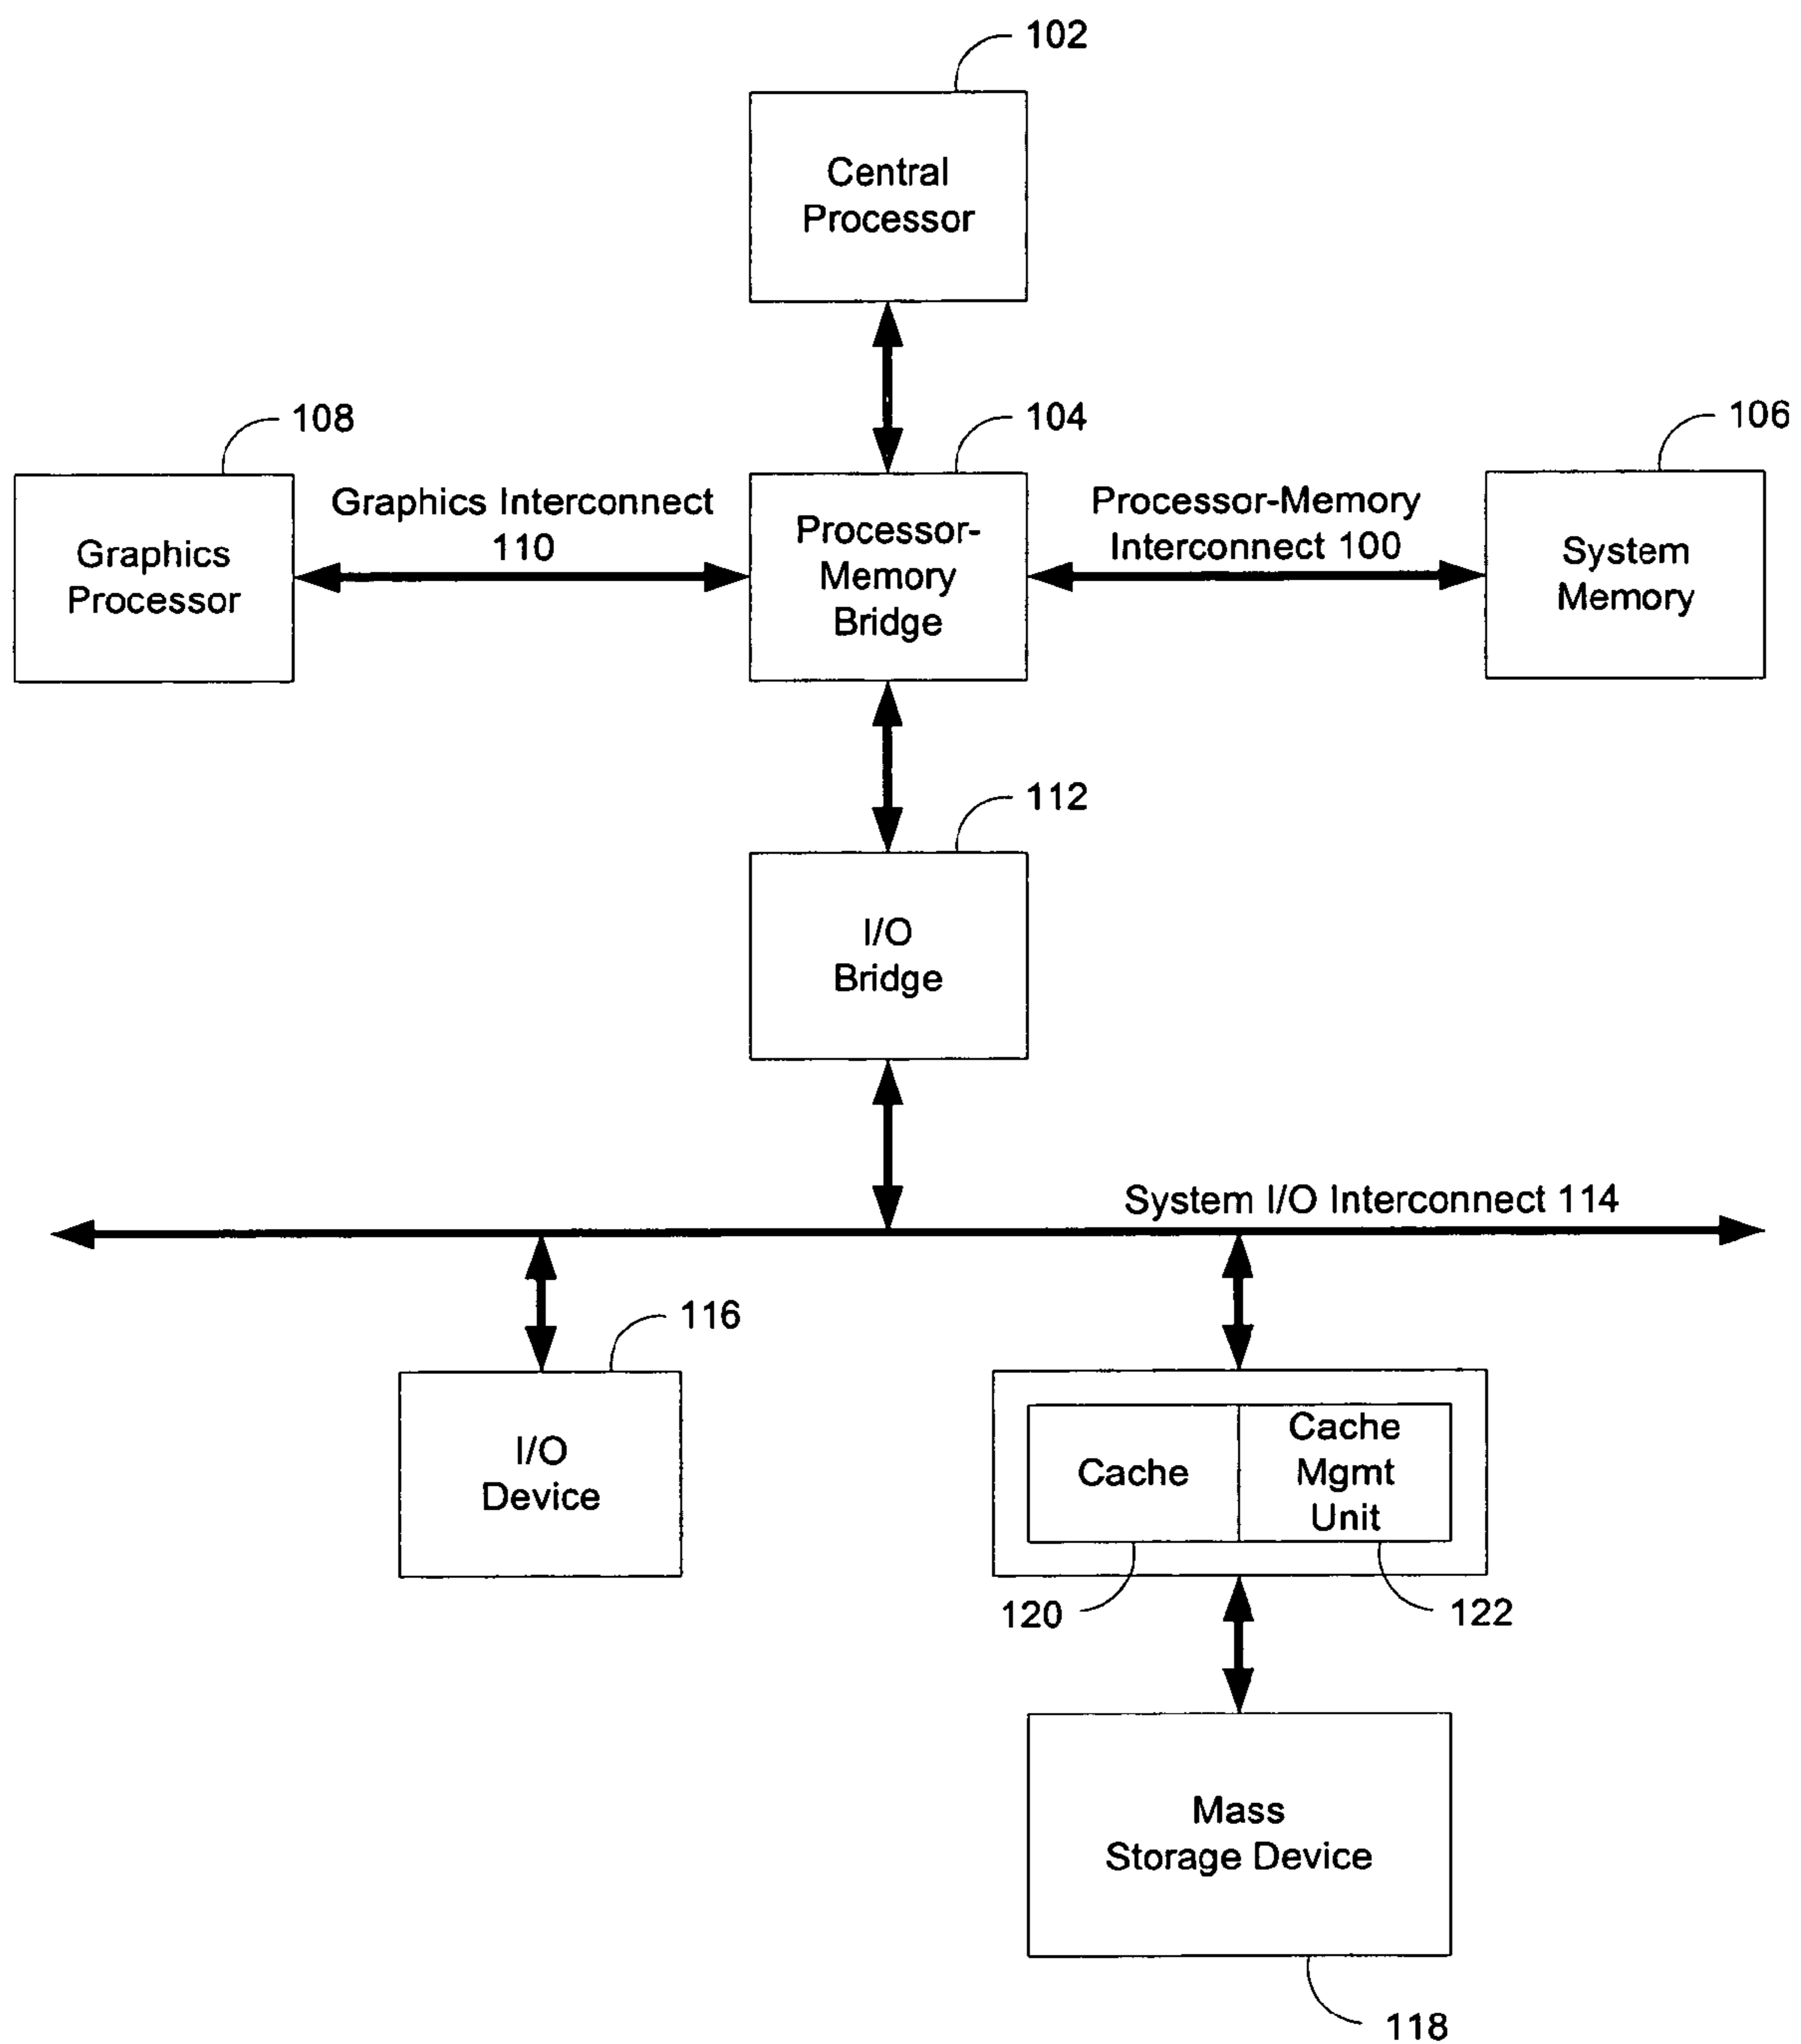 102
Central
Processor
108
104
106
Graphics Interconnect
110
Processor-Memory
Interconnect 100
Graphics
Processor
Processor-
Memory
Bridge
System
Memory
112
I/O
Bridge
System I/O Interconnect 114
116
I/O
Device
Cache
Cache
Mgmt
Unit
120
122
Mass
Storage Device
118